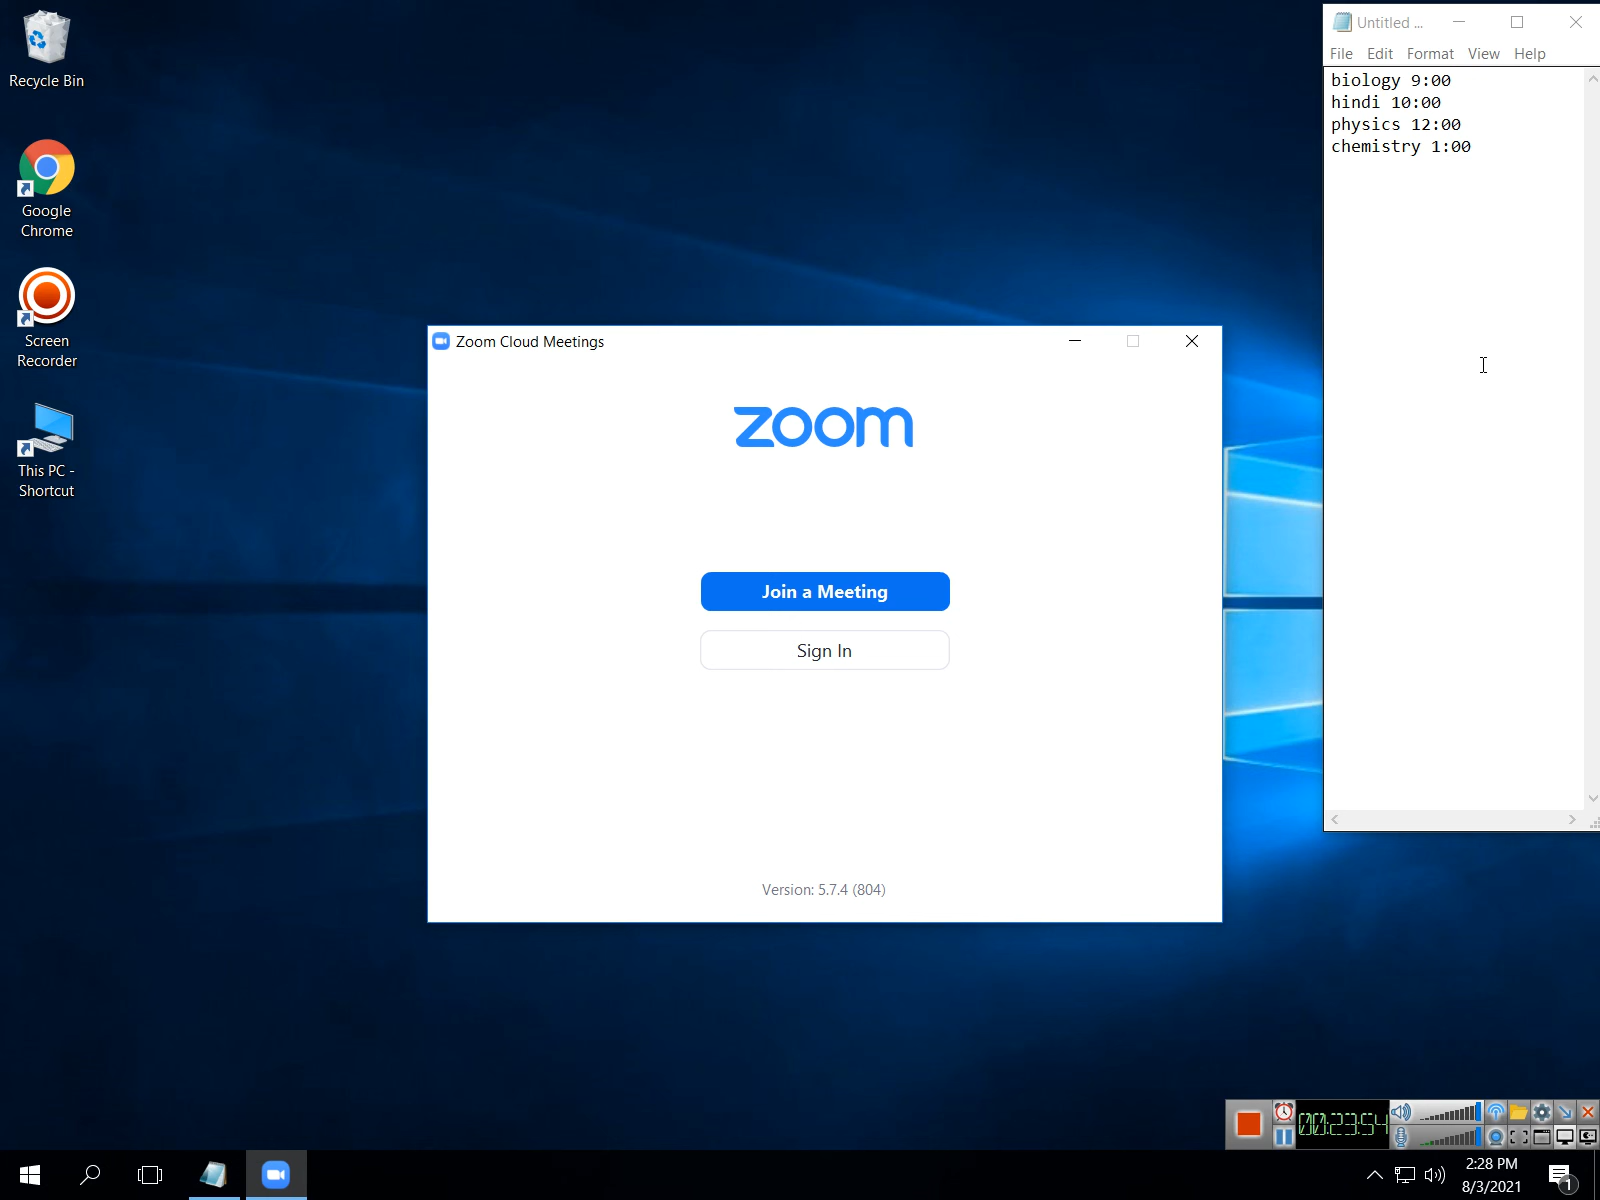 Recycle Bin
Google
Chrome
Screen
Recorder
This PC -
Shortcut
Zoom Cloud Meetings
zoom
Join a Meeting
Sign In
Version: 5.7.4 (804)
Untitled ...
File Edit Format View Help
biology 9:00
hindi 10:00
physics 12:00
chemistry 1:00
00:23:54
2:28 PM
8/3/2021
1